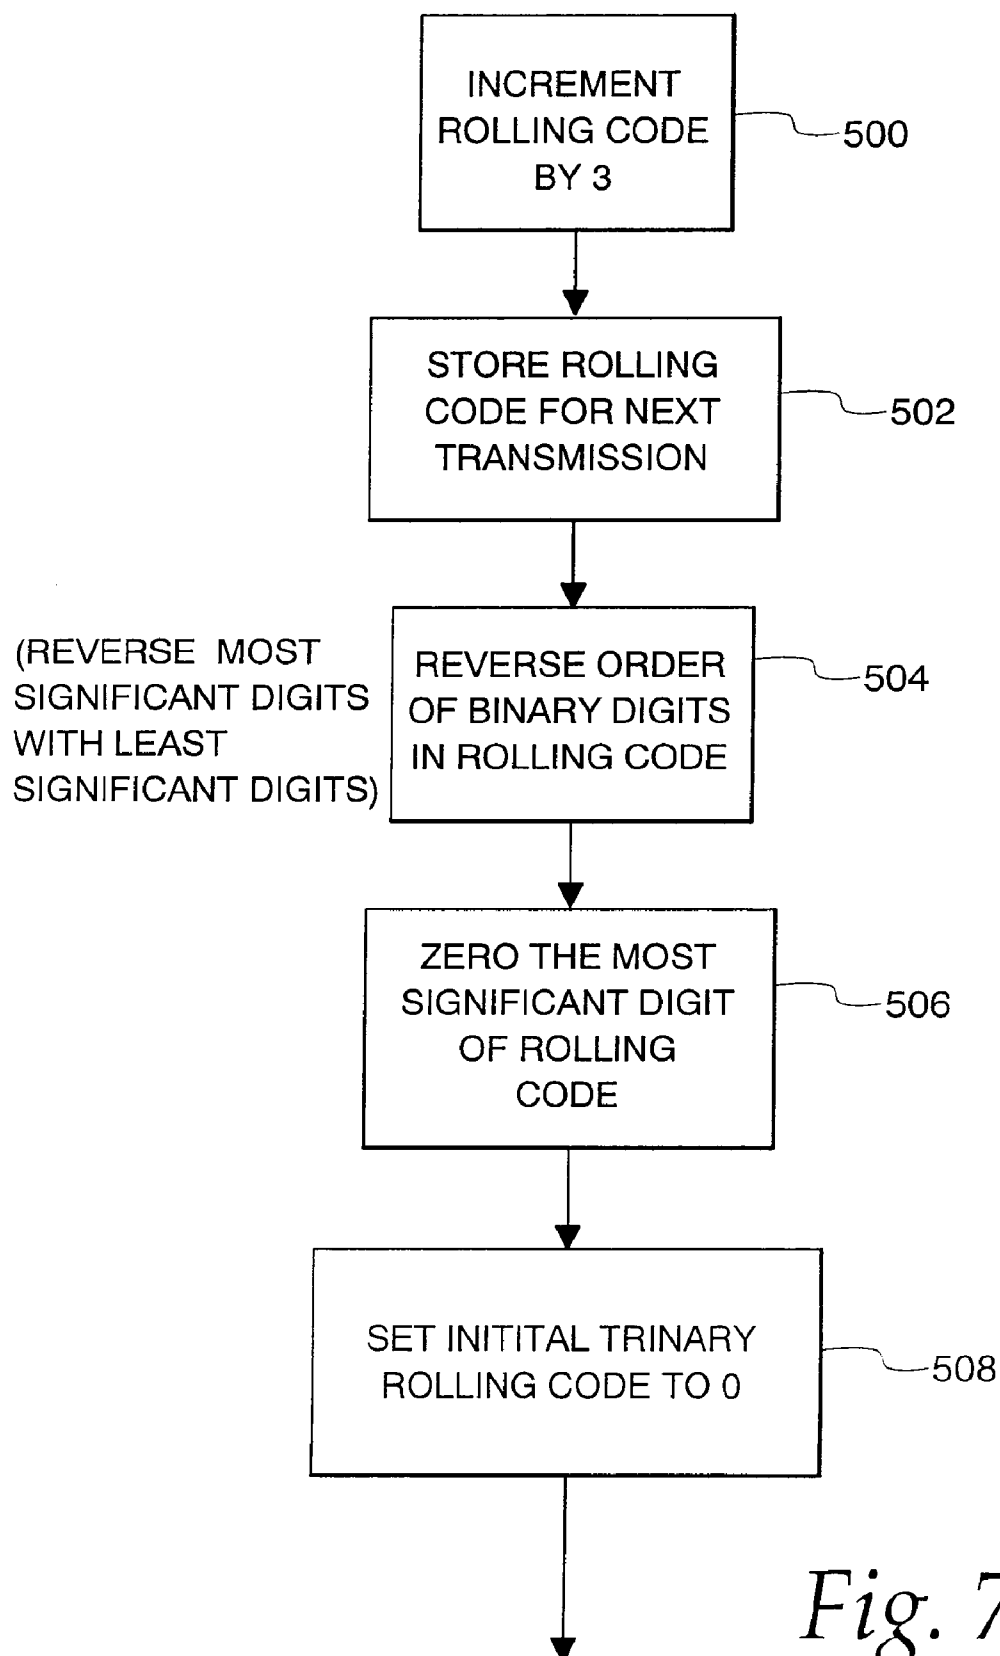 INCREMENT
ROLLING CODE
BY 3
500
STORE ROLLING
CODE FOR NEXT
TRANSMISSION
502
(REVERSE MOST
SIGNIFICANT DIGITS
WITH LEAST
SIGNIFICANT DIGITS)
REVERSE ORDER
OF BINARY DIGITS
IN ROLLING CODE
504
ZERO THE MOST
SIGNIFICANT DIGIT
OF ROLLING
CODE
506
SET INITITAL TRINARY
ROLLING CODE TO 0
508
Fig. 7